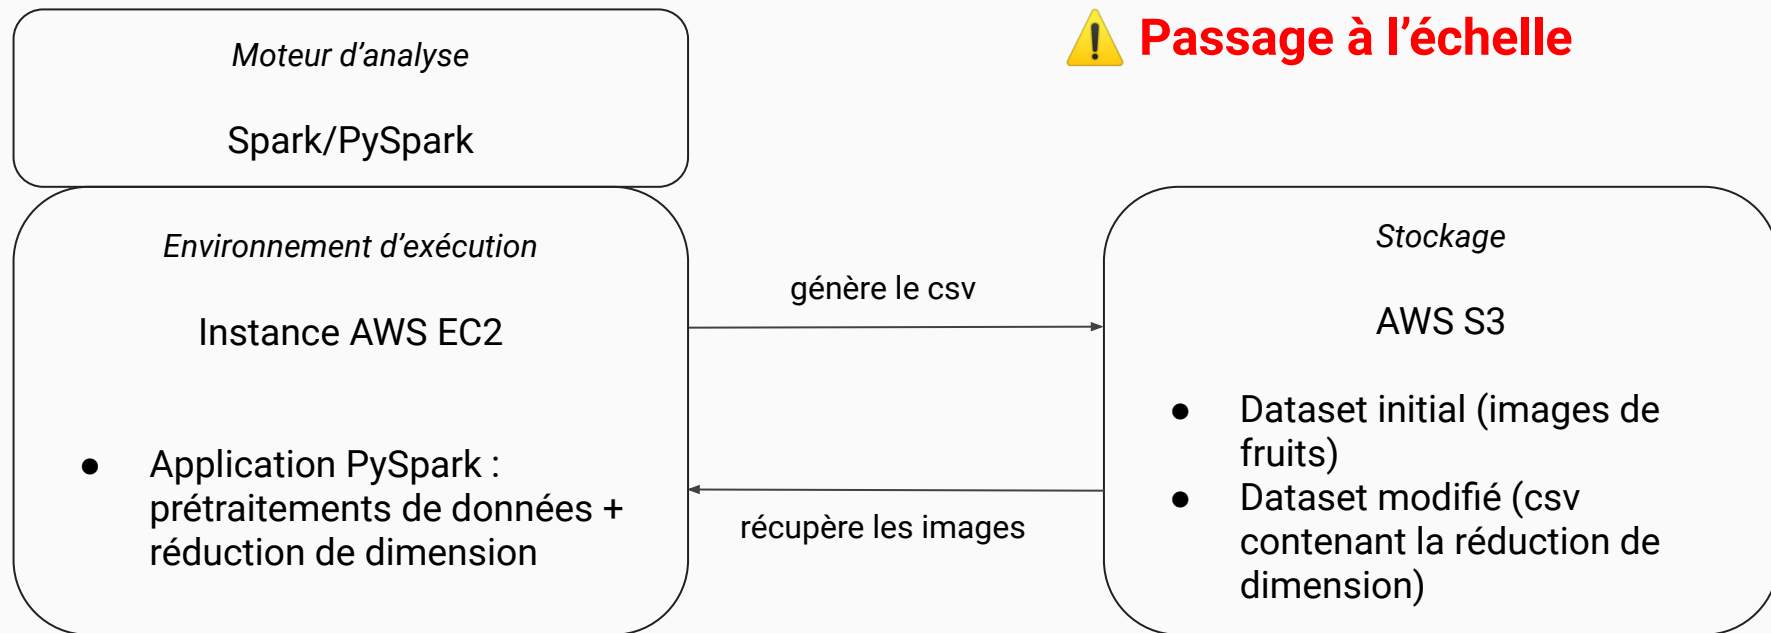 Moteur d'analyse
Spark/PySpark
⚠️ Passage à l'échelle
Environnement d'exécution
Instance AWS EC2
● Application PySpark :
prétraitements de données +
réduction de dimension
génère le csv
récupère les images
Stockage
AWS S3
● Dataset initial (images de
fruits)
● Dataset modifié (csv
contenant la réduction de
dimension)